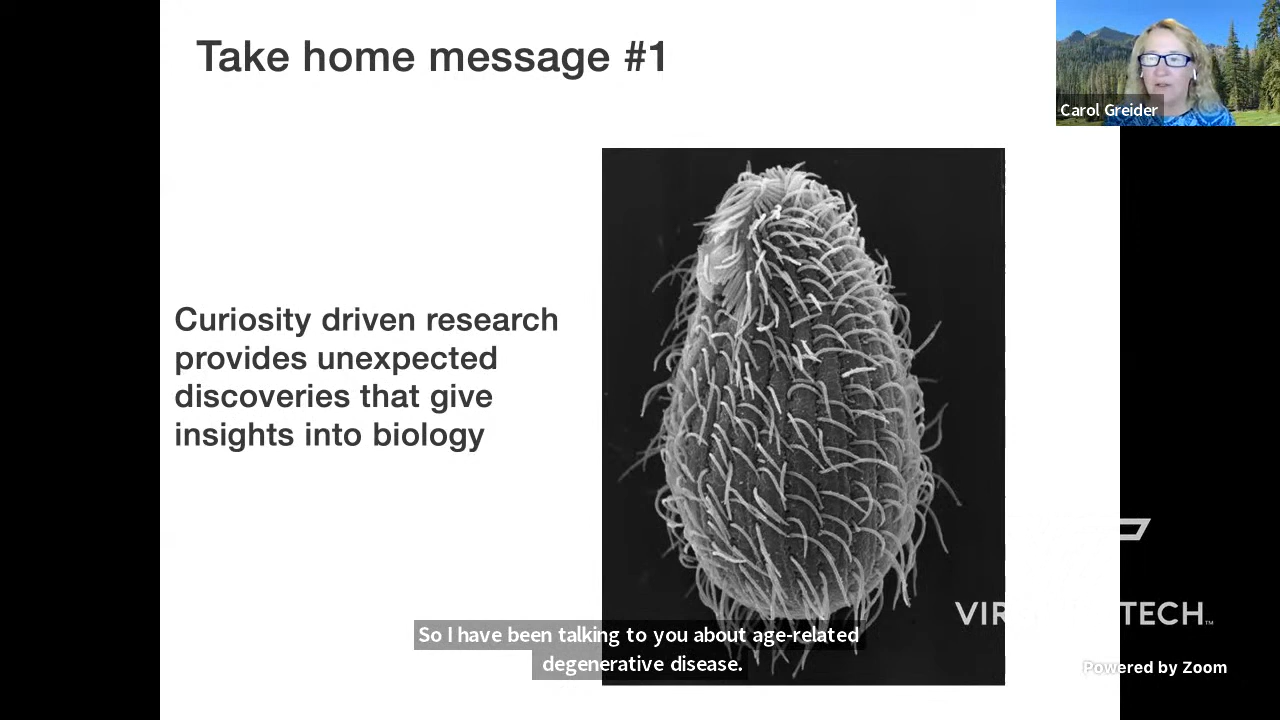 Take home message #1
Carol Greider
Curiosity driven research
provides unexpected
discoveries that give
insights into biology
VIR TECH™
So I have been talking to you about age-related
degenerative disease.
Powered by Zoom